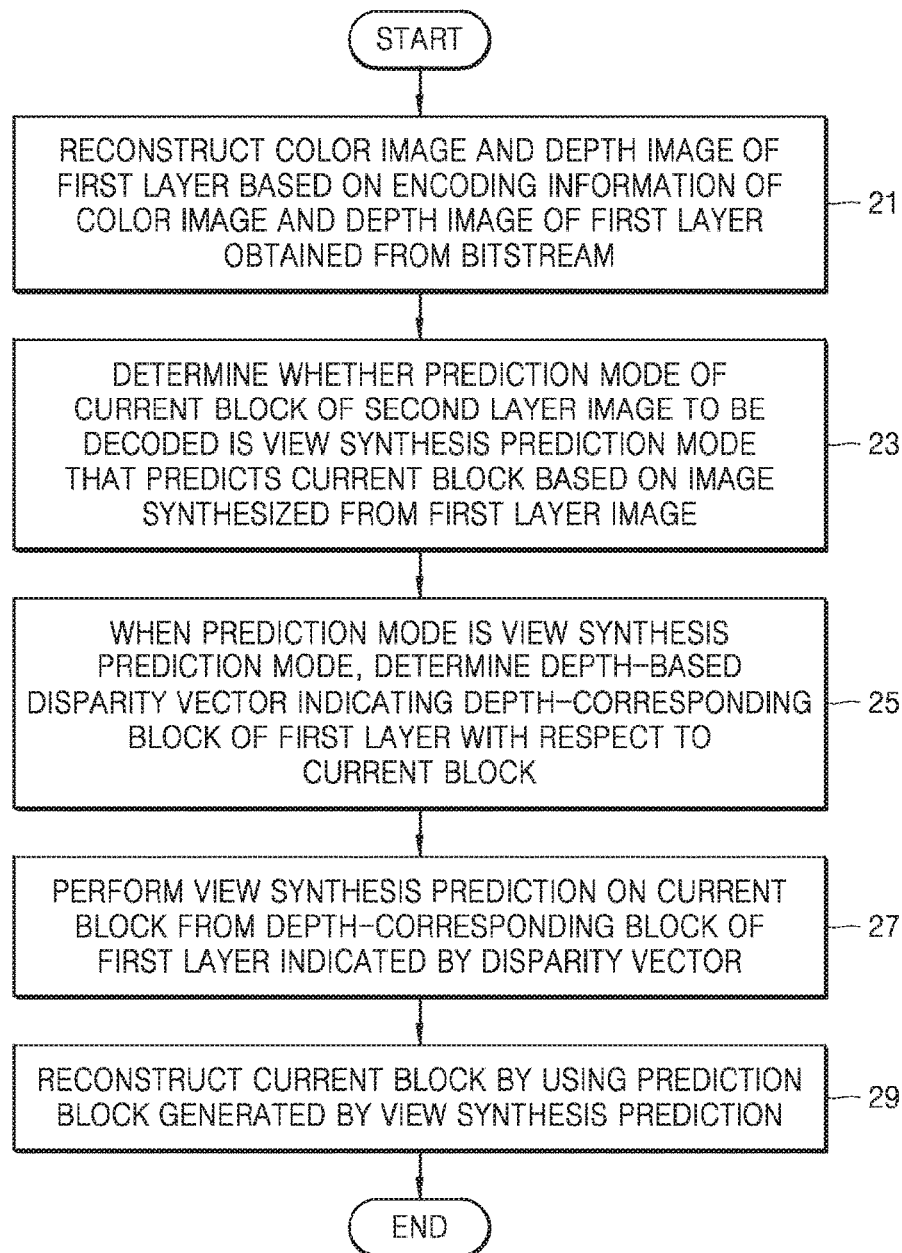 START
RECONSTRUCT COLOR IMAGE AND DEPTH IMAGE OF
FIRST LAYER BASED ON ENCODING INFORMATION OF
COLOR IMAGE AND DEPTH IMAGE OF FIRST LAYER
OBTAINED FROM BITSTREAM
21
DETERMINE WHETHER PREDICTION MODE OF
CURRENT BLOCK OF SECOND LAYER IMAGE TO BE
DECODED IS VIEW SYNTHESIS PREDICTION MODE
THAT PREDICTS CURRENT BLOCK BASED ON IMAGE
SYNTHESIZED FROM FIRST LAYER IMAGE
23
WHEN PREDICTION MODE IS VIEW SYNTHESIS
PREDICTION MODE, DETERMINE DEPTH-BASED
DISPARITY VECTOR INDICATING DEPTH-CORRESPONDING
BLOCK OF FIRST LAYER WITH RESPECT TO
CURRENT BLOCK
25
PERFORM VIEW SYNTHESIS PREDICTION ON CURRENT
BLOCK FROM DEPTH-CORRESPONDING BLOCK OF
FIRST LAYER INDICATED BY DISPARITY VECTOR
27
RECONSTRUCT CURRENT BLOCK BY USING PREDICTION
BLOCK GENERATED BY VIEW SYNTHESIS PREDICTION
29
END